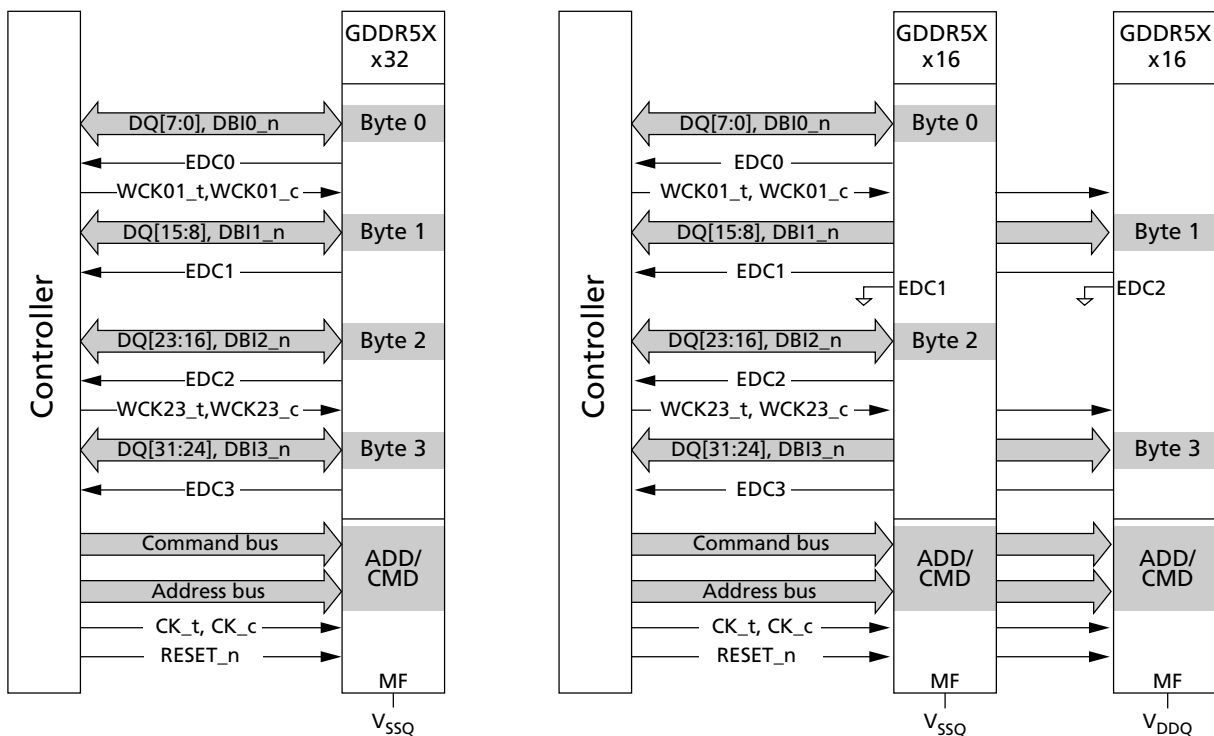 GDDR5X
x32
Controller
DQ[7:0], DBI0_n
Byte 0
EDC0
WCK01_t,WCK01_c
DQ[15:8], DBI1_n
Byte 1
EDC1
DQ[23:16], DBI2_n
Byte 2
EDC2
WCK23_t,WCK23_c
DQ[31:24], DBI3_n
Byte 3
EDC3
Command bus
ADD/
CMD
Address bus
CK_t, CK_c
RESET_n
MF
VSSQ
GDDR5X
x16
GDDR5X
x16
Controller
DQ[7:0], DBI0_n
Byte 0
EDC0
WCK01_t, WCK01_c
DQ[15:8], DBI1_n
Byte 1
EDC1
EDC1
EDC2
DQ[23:16], DBI2_n
Byte 2
EDC2
WCK23_t, WCK23_c
DQ[31:24], DBI3_n
Byte 3
EDC3
Command bus
ADD/
CMD
ADD/
CMD
Address bus
CK_t, CK_c
RESET_n
MF
MF
VSSQ
VDDQ